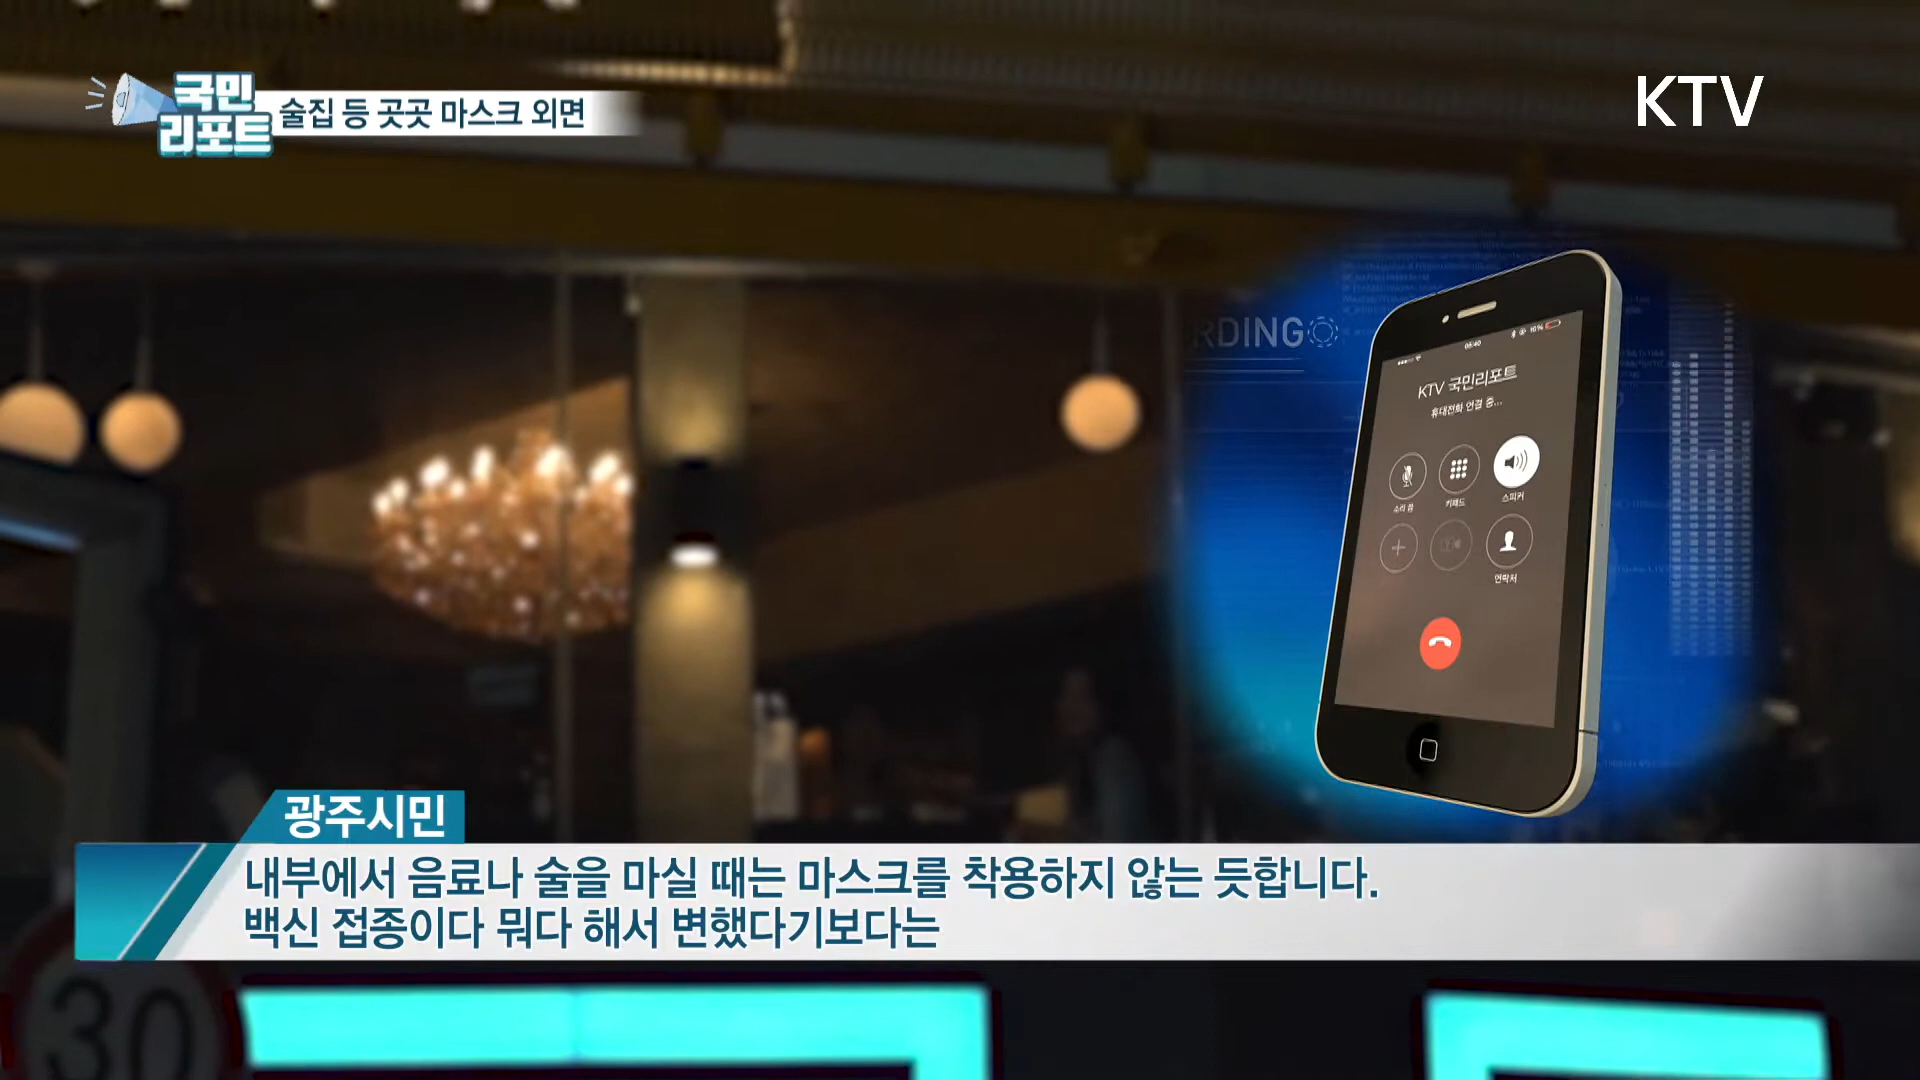 국민
리포트
술집 등 곳곳 마스크 외면
KTV
RDING
05:40
10%
KTV 국민리포트
휴대전화 연결 중...
소리 끔
키패드
스피커
연락처
광주시민
내부에서 음료나 술을 마실 때는 마스크를 착용하지 않는 듯합니다.
백신 접종이다 뭐다 해서 변했다기보다는
30